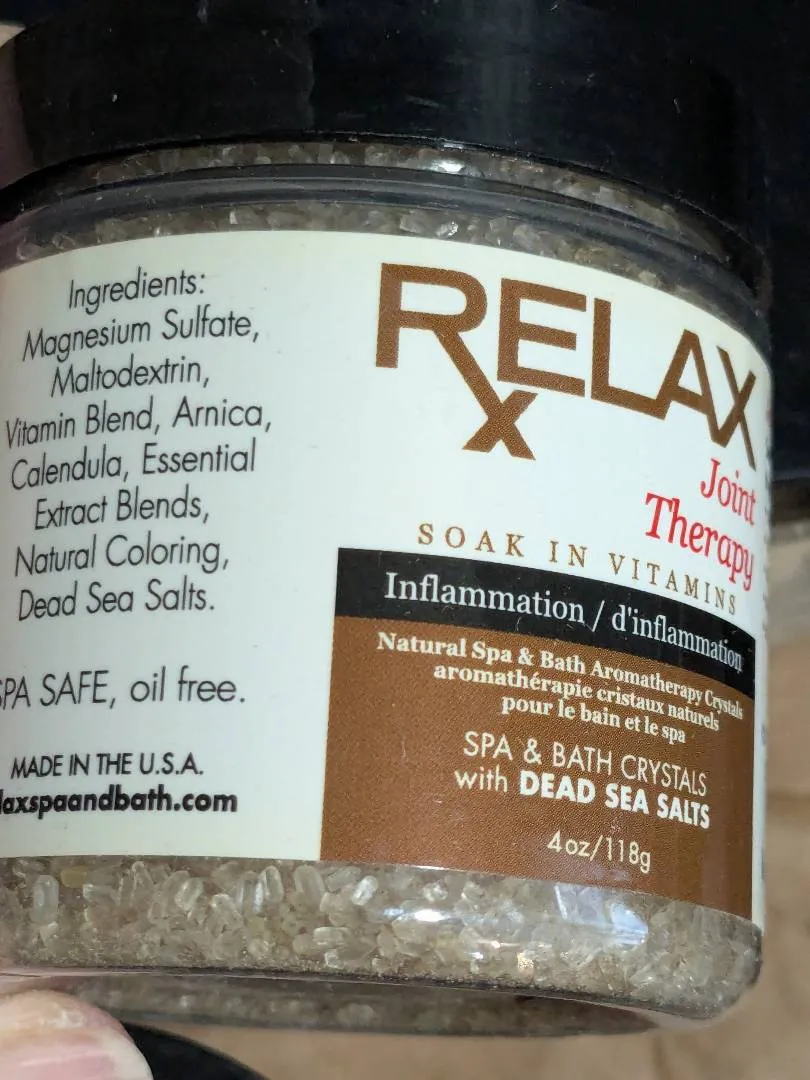 Ingredients:
Magnesium Sulfate,
Maltodextrin,
Vitamin Blend, Arnica,
Calendula, Essential
Extract Blends,
Natural Coloring,
Dead Sea Salts.
SPA SAFE, oil free.
MADE IN THE U.S.A.
laxspaandbath.com
RELAX
x
Joint
Therapy
SOAK IN VITAMINS
Inflammation / d'inflammation
Natural Spa & Bath Aromatherapy Crystals
aromathérapie cristaux naturels
pour le bain et le spa
SPA & BATH CRYSTALS
with DEAD SEA SALTS
4oz/118g